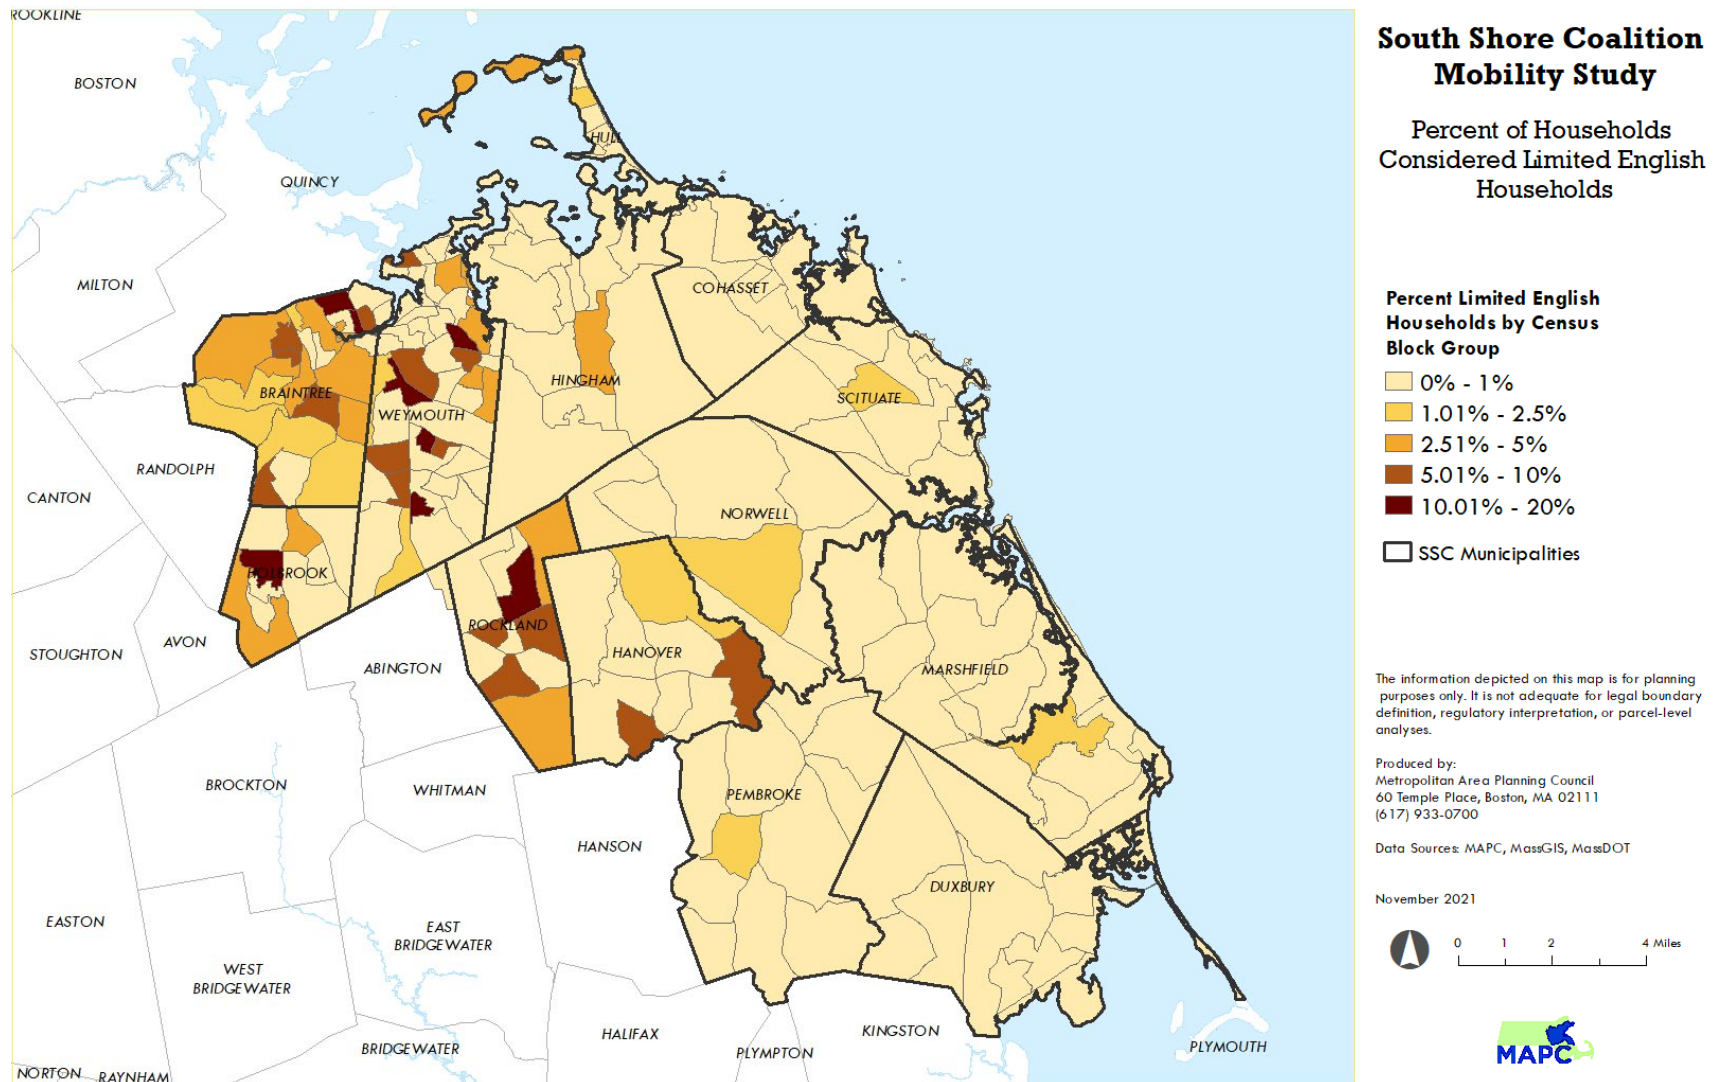 ROOKLINE
BOSTON
QUINCY
HULL
MILTON
COHASSET
HINGHAM
BRAINTREE
WEYMOUTH
SCITUATE
RANDOLPH
CANTON
NORWELL
HOLBROOK
ROCKLAND
AVON
STOUGHTON
ABINGTON
HANOVER
MARSHFIELD
BROCKTON
WHITMAN
PEMBROKE
HANSON
DUXBURY
EASTON
EAST
BRIDGEWATER
WEST
BRIDGEWATER
HALIFAX
KINGSTON
PLYMOUTH
BRIDGEWATER
PLYMPTON
NORTON
RAYNHAM
South Shore Coalition
Mobility Study
Percent of Households
Considered Limited English
Households
Percent Limited English
Households by Census
Block Group
0% - 1%
1.01% - 2.5%
2.51% - 5%
5.01% - 10%
10.01% - 20%
SSC Municipalities
The information depicted on this map is for planning
purposes only. It is not adequate for legal boundary
definition, regulatory interpretation, or parcel-level
analyses.
Produced by:
Metropolitan Area Planning Council
60 Temple Place, Boston, MA 02111
(617) 933-0700
Data Sources: MAPC, MassGIS, MassDOT
November 2021
0 1 2 4 Miles
MAPC